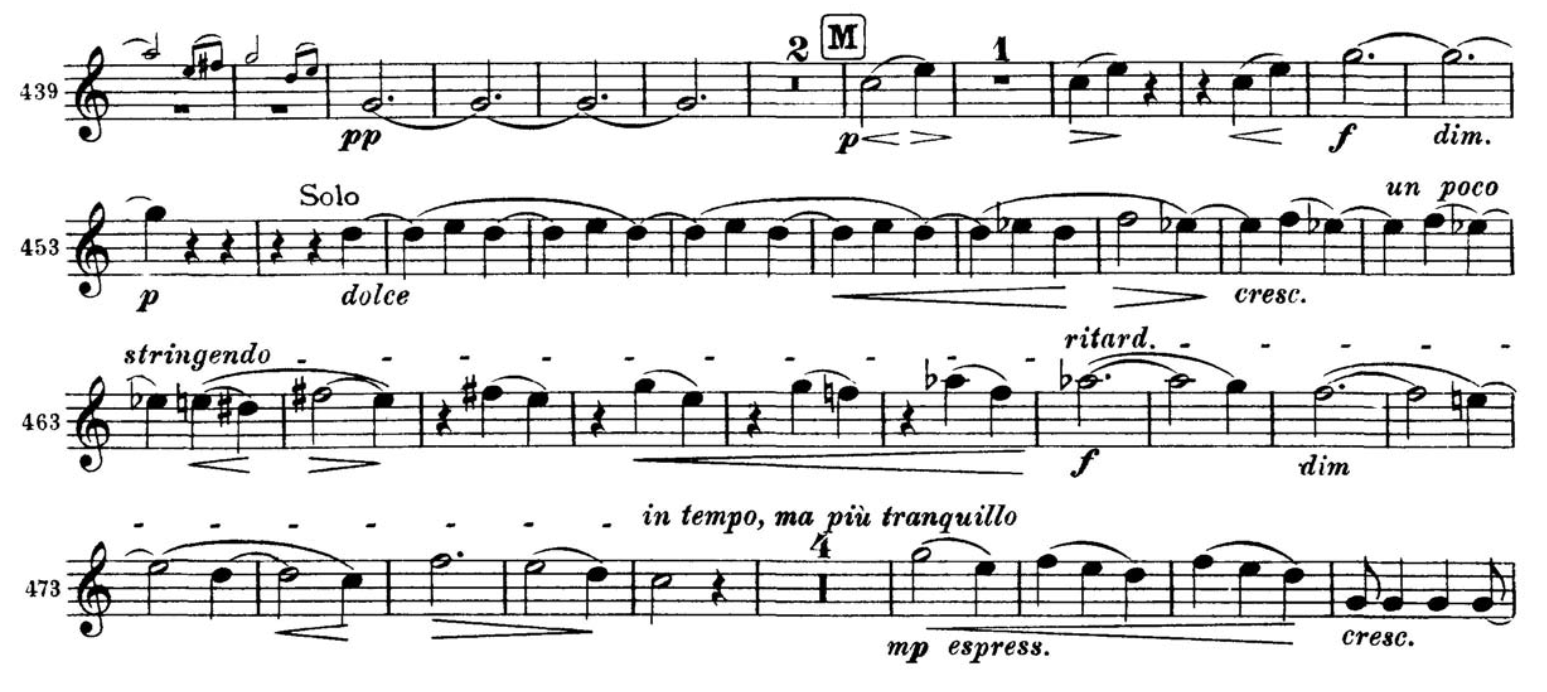 2 M 1
439
pp p f dim.
Solo un poco
453
p dolce cresc.
stringendo ritard.
463
f dim
in tempo, ma più tranquillo
4
473
mp espress. cresc.